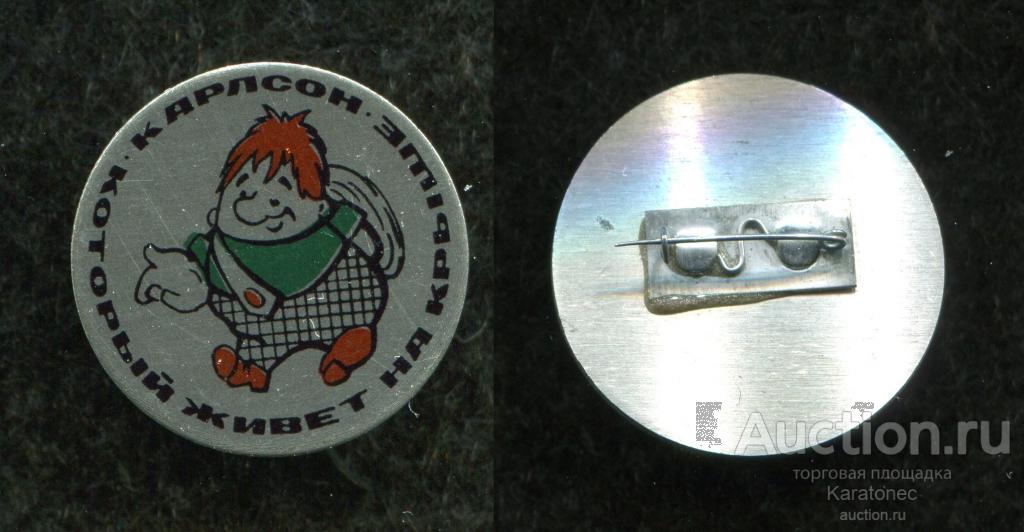 · КАРЛСОН ·
КОТОРЫЙ ЖИВЕТ НА КРЫШЕ
Auction.ru
торговая площадка
Karatonec
auction.ru